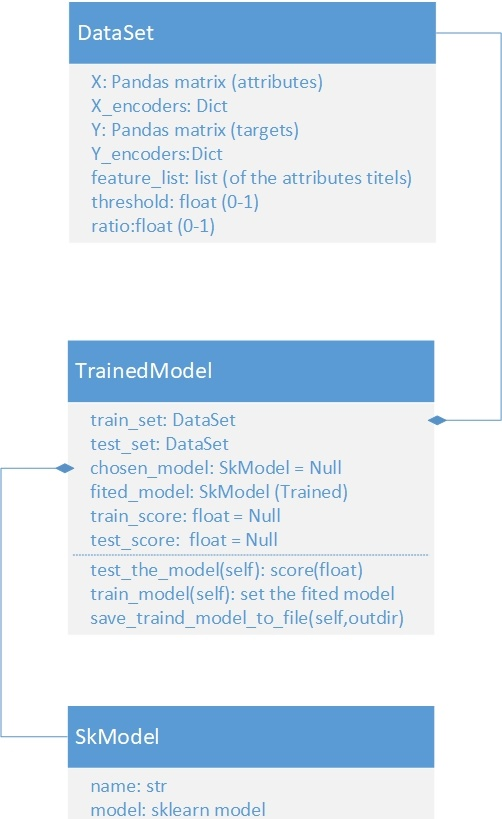 DataSet
X: Pandas matrix (attributes)
X_encoders: Dict
Y: Pandas matrix (targets)
Y_encoders:Dict
feature_list: list (of the attributes titels)
threshold: float (0-1)
ratio:float (0-1)
TrainedModel
train_set: DataSet
test_set: DataSet
chosen_model: SkModel = Null
fited_model: SkModel (Trained)
train_score: float = Null
test_score:  float = Null
test_the_model(self): score(float)
train_model(self): set the fited model
save_traind_model_to_file(self,outdir)
SkModel
name: str
model: sklearn model